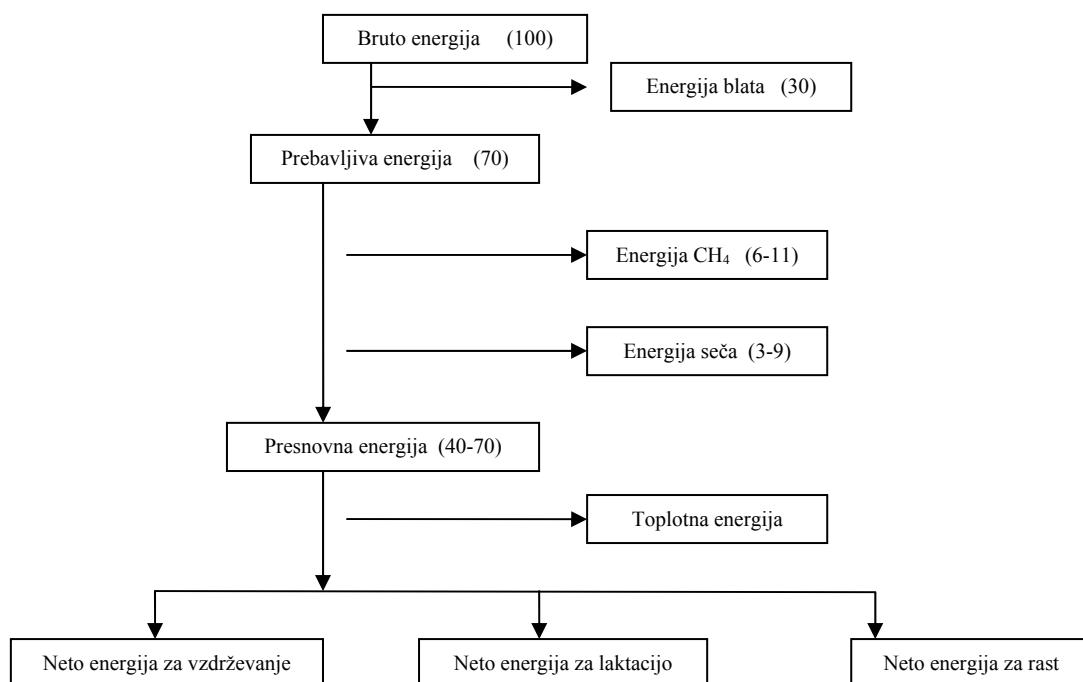 Bruto energija (100)
Energija blata (30)
Prebavljiva energija (70)
Energija CH₄ (6-11)
Energija seča (3-9)
Presnovna energija (40-70)
Toplotna energija
Neto energija za vzdrževanje
Neto energija za laktacijo
Neto energija za rast